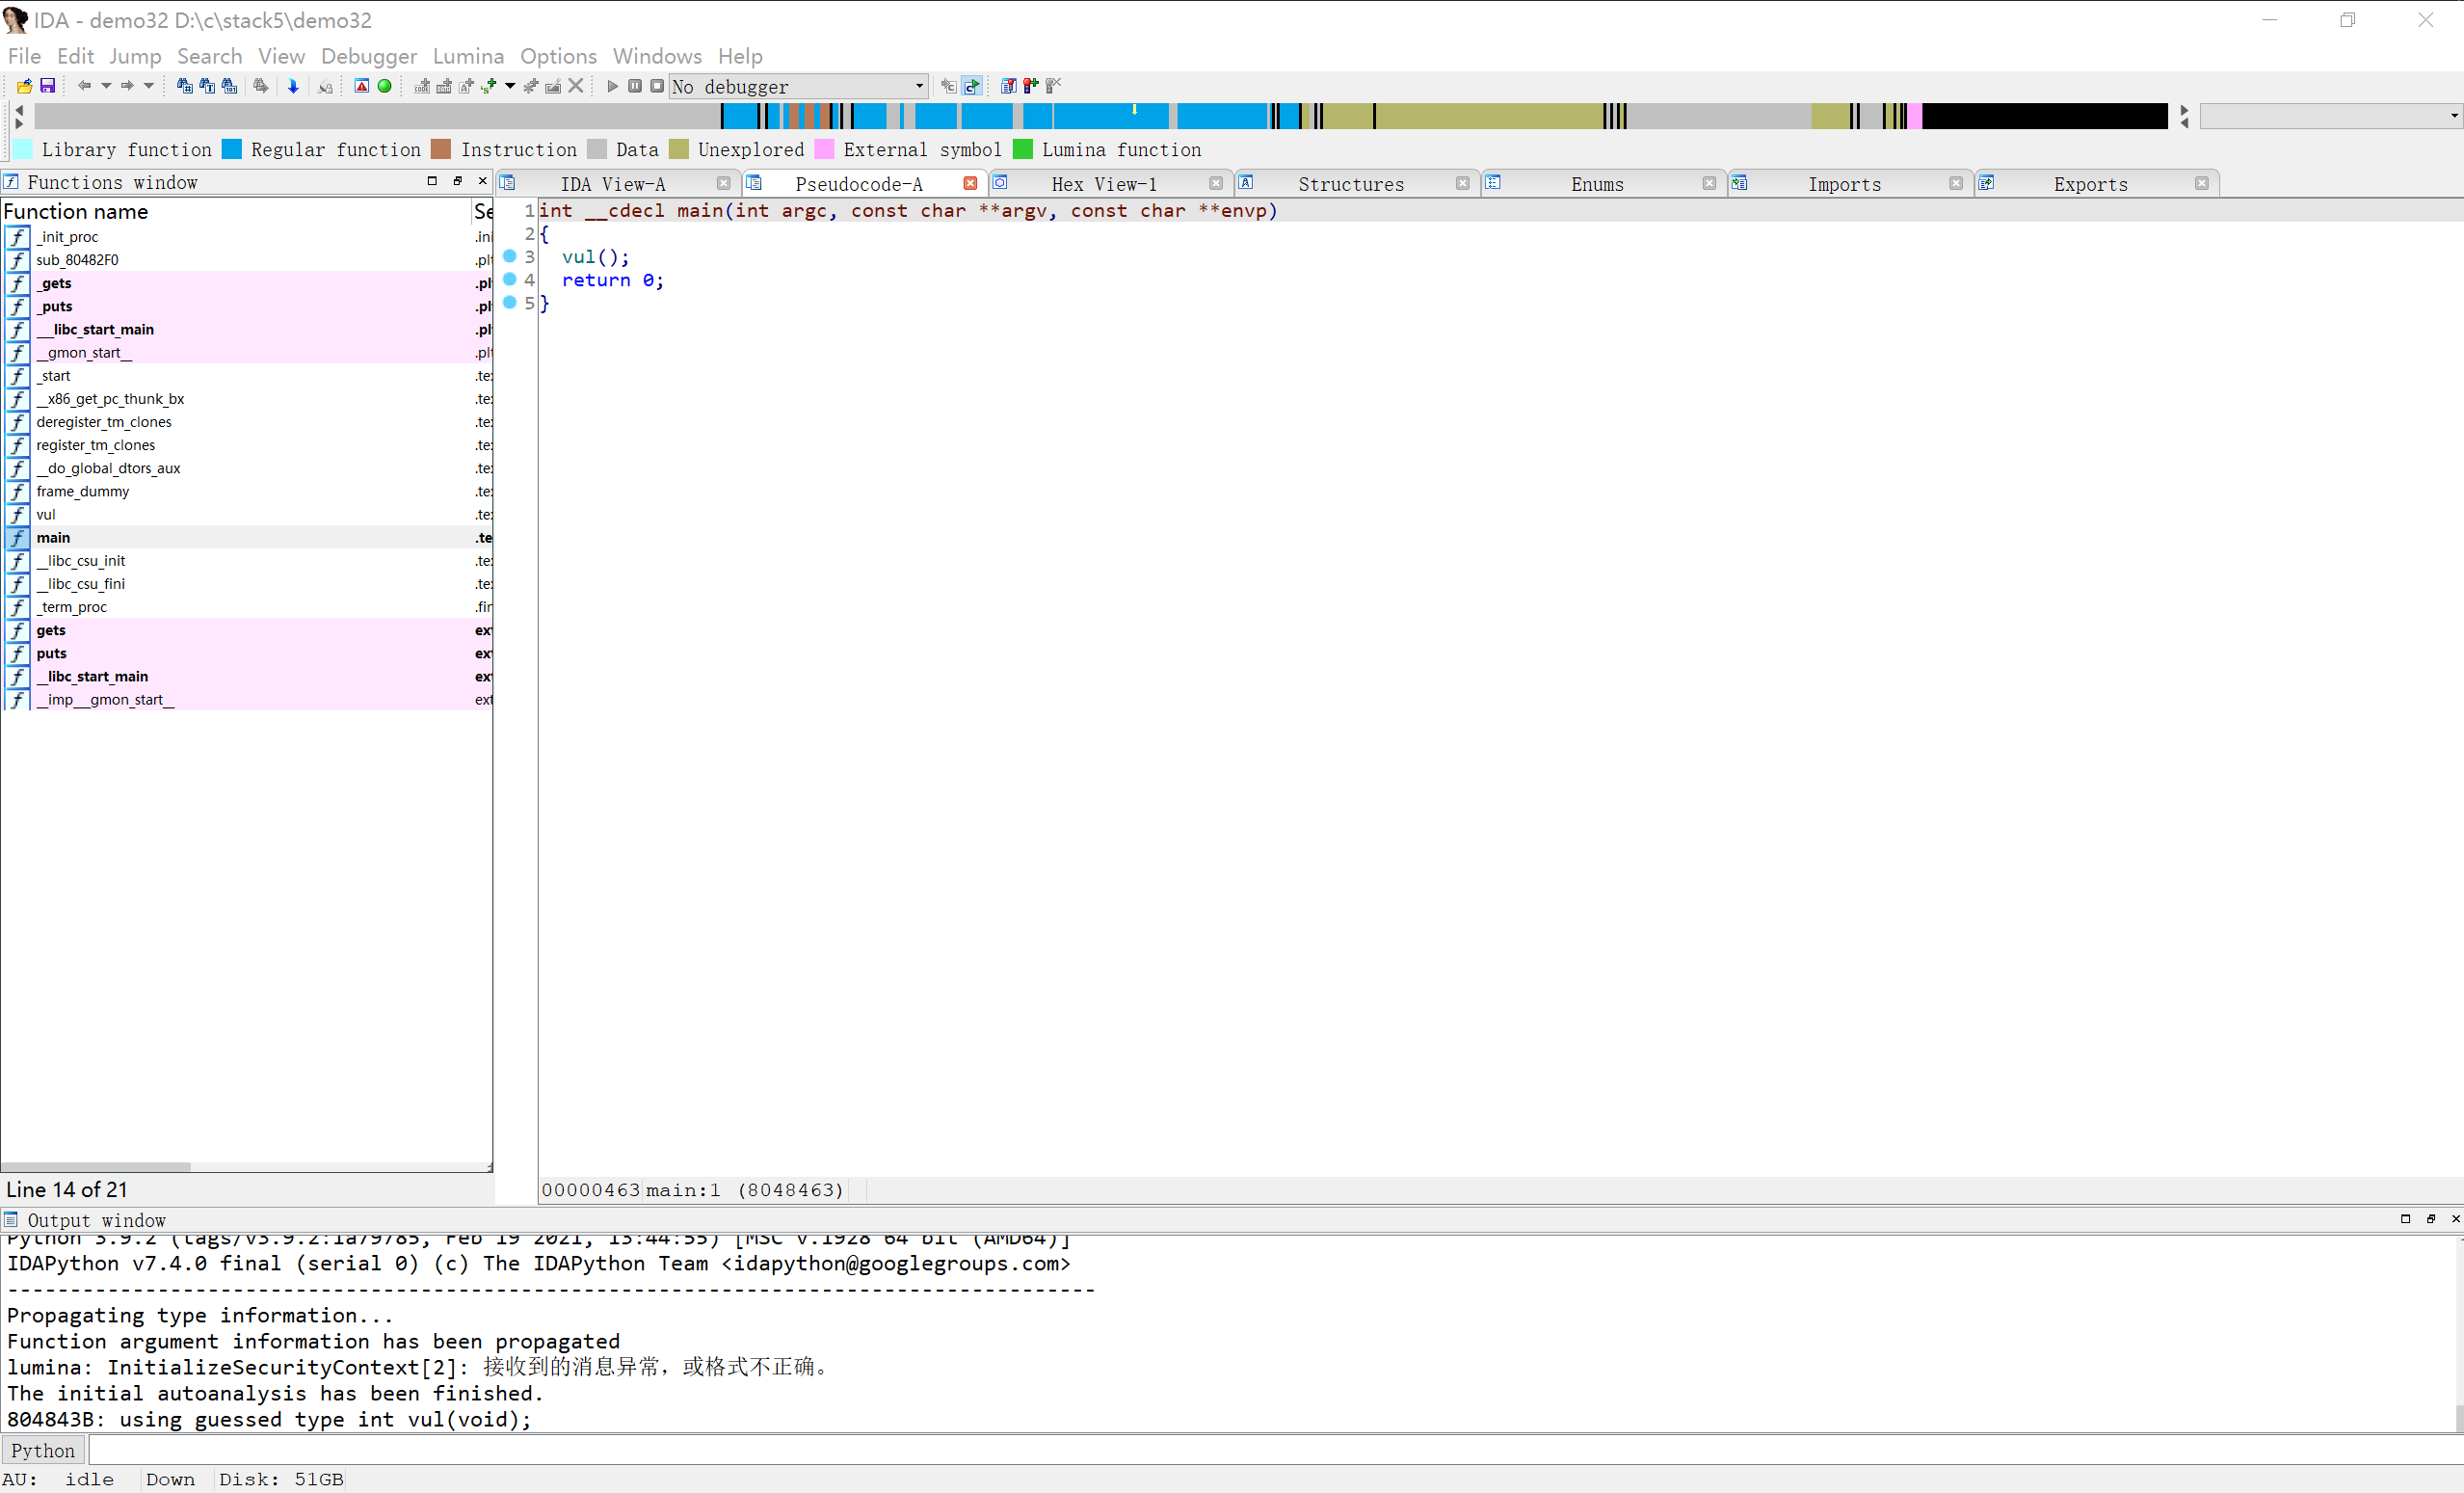 IDA - demo32 D:\c\stack5\demo32
File Edit Jump Search View Debugger Lumina Options Windows Help
No debugger
Library function Regular function Instruction Data Unexplored External symbol Lumina function
Functions window
IDA View-A Pseudocode-A Hex View-1 Structures Enums Imports Exports
Function name Se
_init_proc .ini
sub_80482F0 .plt
_gets .pl
_puts .pl
__libc_start_main .pl
__gmon_start__ .plt
_start .te
__x86_get_pc_thunk_bx .te
deregister_tm_clones .te
register_tm_clones .te
__do_global_dtors_aux .te
frame_dummy .te
vul .te
main .te
__libc_csu_init .te
__libc_csu_fini .te
_term_proc .fin
gets ext
puts ext
__libc_start_main ext
__imp___gmon_start__ ext
Line 14 of 21
1 int __cdecl main(int argc, const char **argv, const char **envp)
2 {
3 vul();
4 return 0;
5 }
00000463 main:1 (8048463)
Output window
Python 3.9.2 (tags/v3.9.2:1a79785, Feb 19 2021, 13:44:55) [MSC v.1928 64 bit (AMD64)]
IDAPython v7.4.0 final (serial 0) (c) The IDAPython Team <idapython@googlegroups.com>
---------------------------------------------------------------------------------------
Propagating type information...
Function argument information has been propagated
lumina: InitializeSecurityContext[2]: 接收到的消息异常，或格式不正确。
The initial autoanalysis has been finished.
804843B: using guessed type int vul(void);
Python
AU: idle Down Disk: 51GB